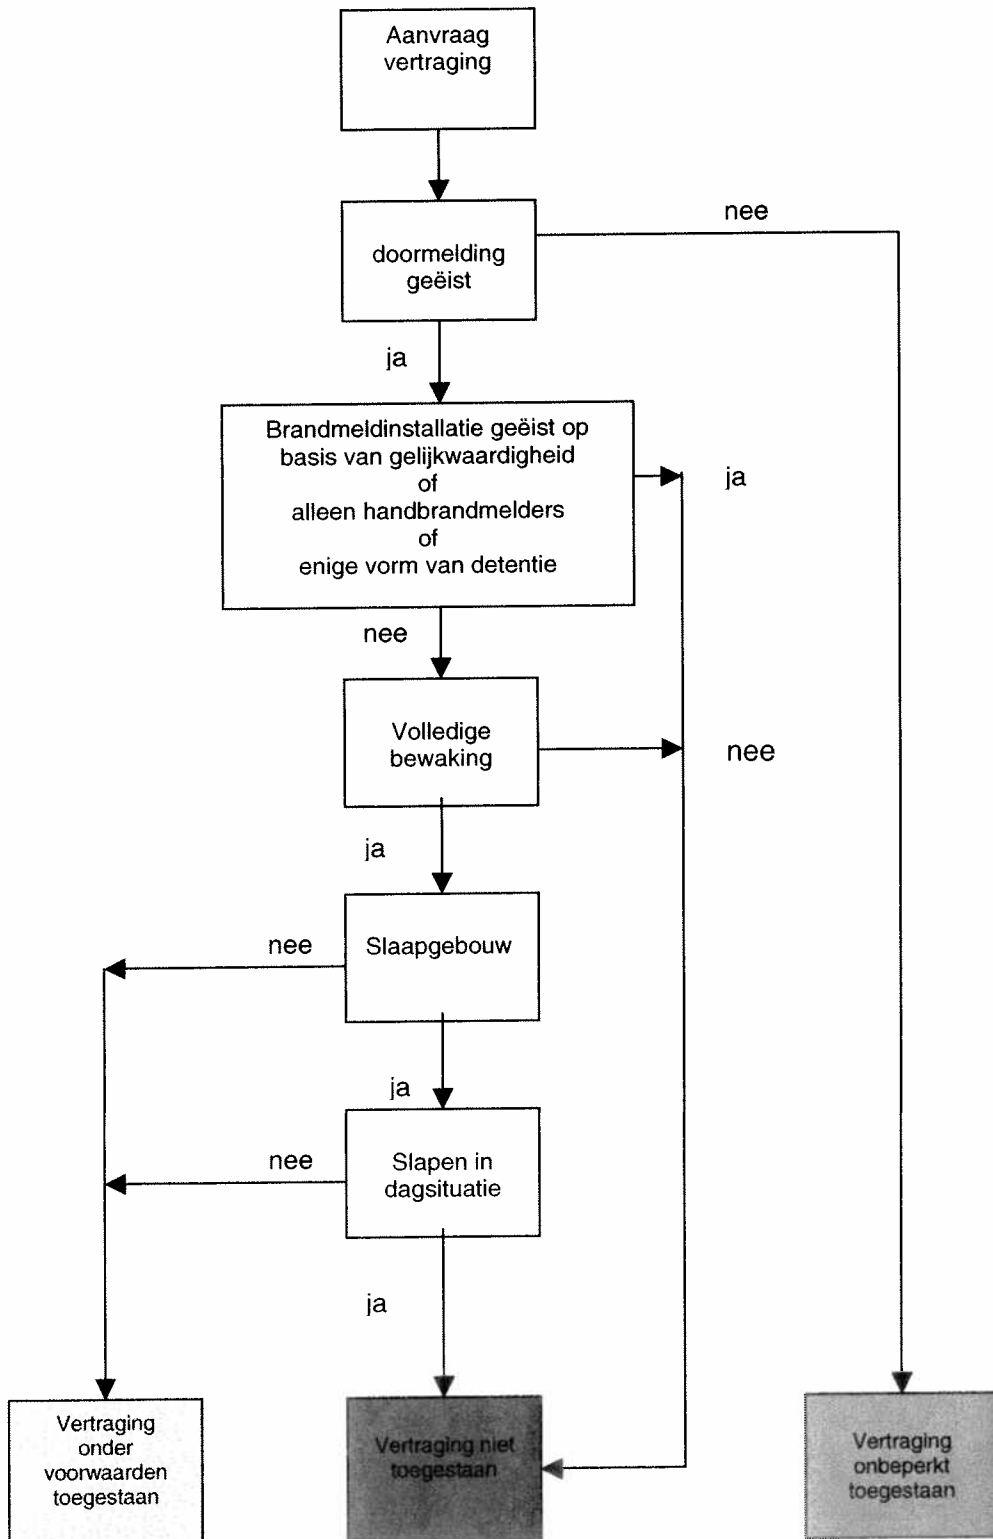 Aanvraag
vertraging
nee
doormelding
geëist
ja
Brandmeldinstallatie geëist op
basis van gelijkwaardigheid
of
alleen handbrandmelders
of
enige vorm van detentie
ja
nee
Volledige
bewaking
nee
ja
nee
Slaapgebouw
ja
nee
Slapen in
dagsituatie
ja
Vertraging
onder
voorwaarden
toegestaan
Vertraging niet
toegestaan
Vertraging
onbeperkt
toegestaan